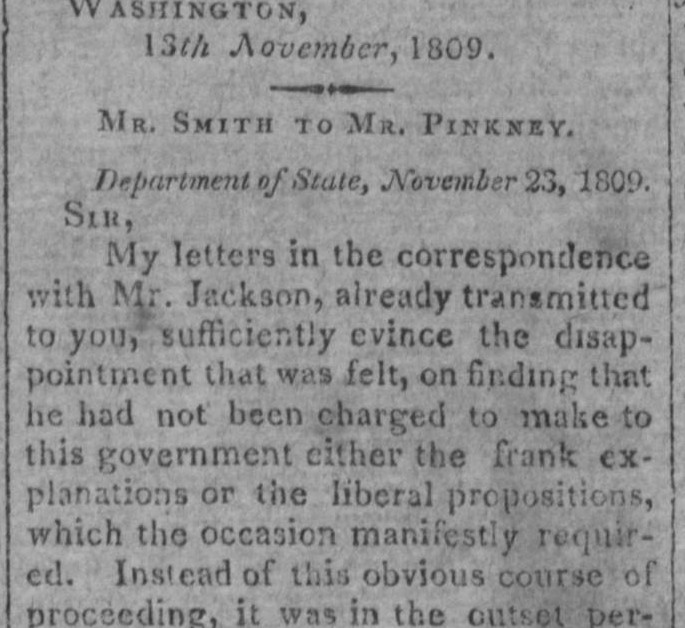 WASHINGTON,
13th November, 1809.
MR. SMITH TO MR. PINKNEY.
Department of State, November 23, 1809.
SIR,
My letters in the correspondence
with Mr. Jackson, already transmitted
to you, sufficiently evince the disap-
pointment that was felt, on finding that
he had not been charged to make to
this government either the frank ex-
planations or the liberal propositions,
which the occasion manifestly requir-
ed. Instead of this obvious course of
proceeding, it was in the outset per-